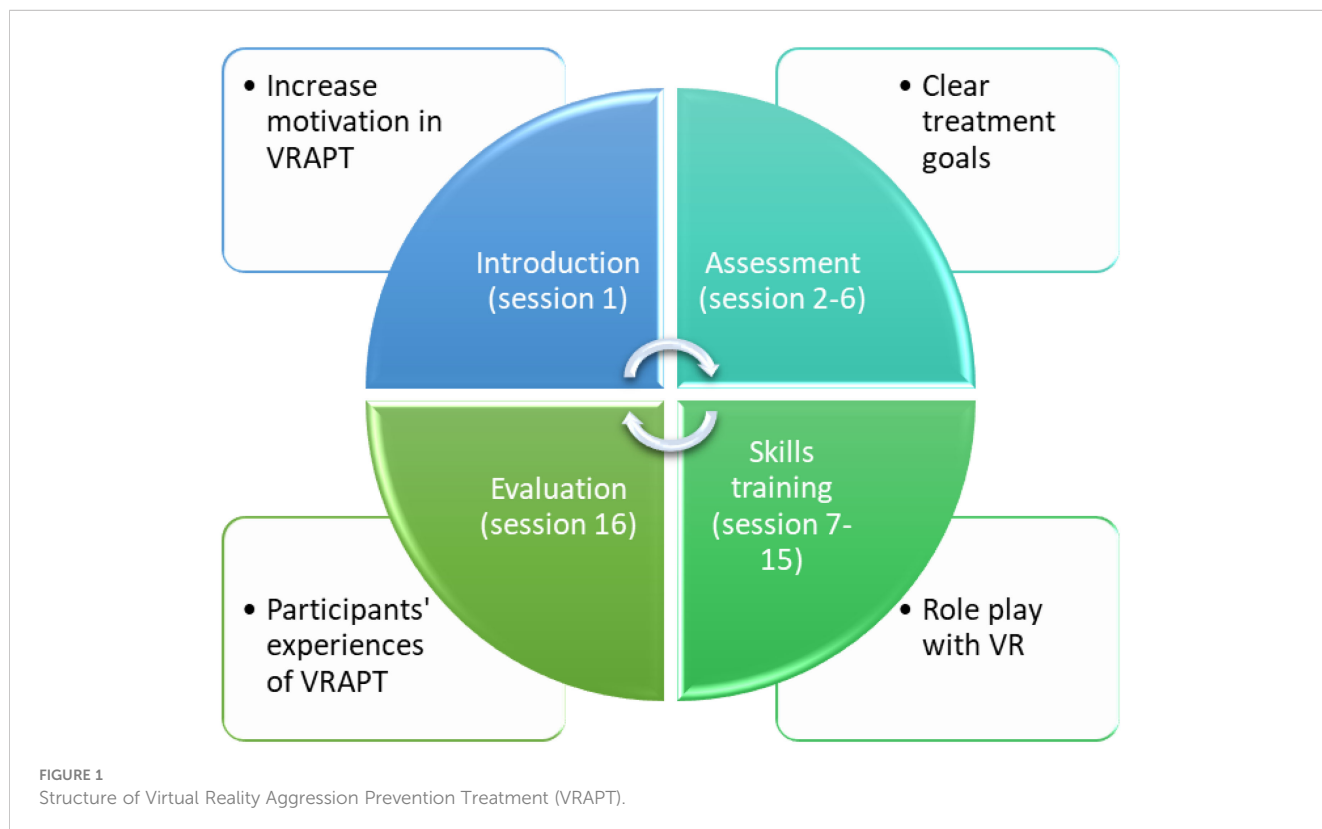 • Increase
motivation in
VRAPT
• Clear
treatment
goals
Introduction
(session 1)
Assessment
(session 2-6)
Evaluation
(session 16)
Skills
training
(session 7-
15)
• Participants'
experiences
of VRAPT
• Role play
with VR
FIGURE 1
Structure of Virtual Reality Aggression Prevention Treatment (VRAPT).